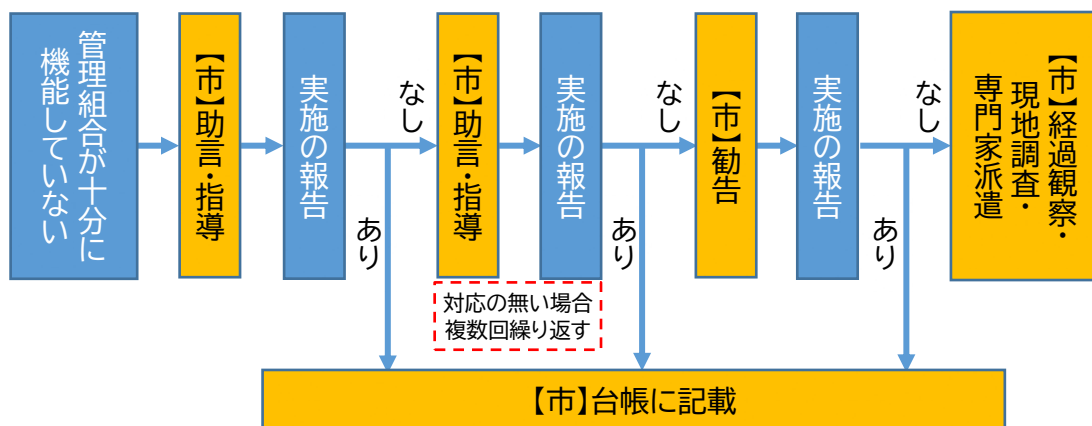 管理組合が十分に
機能していない
【市】助言・指導
実施の報告
なし
あり
【市】助言・指導
対応の無い場合
複数回繰り返す
実施の報告
なし
あり
【市】勧告
実施の報告
なし
あり
【市】経過観察・
現地調査・
専門家派遣
【市】台帳に記載